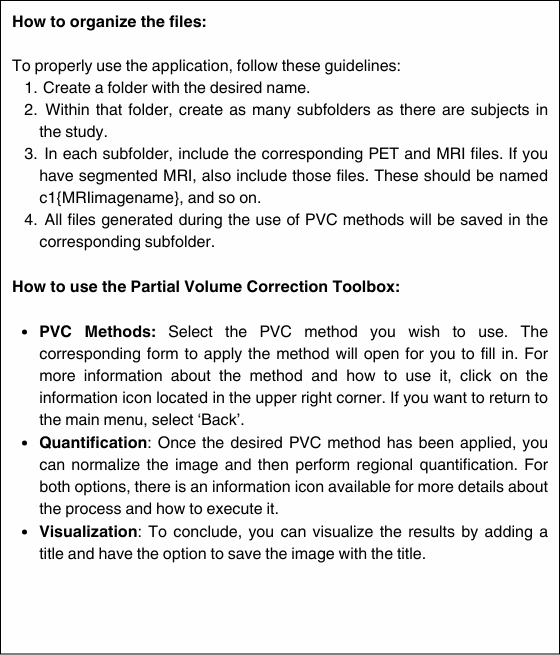 How to organize the files:
To properly use the application, follow these guidelines:
1. Create a folder with the desired name.
2. Within that folder, create as many subfolders as there are subjects in
the study.
3. In each subfolder, include the corresponding PET and MRI files. If you
have segmented MRI, also include those files. These should be named
c1{MRIimagename}, and so on.
4. All files generated during the use of PVC methods will be saved in the
corresponding subfolder.
How to use the Partial Volume Correction Toolbox:
• PVC Methods: Select the PVC method you wish to use. The
corresponding form to apply the method will open for you to fill in. For
more information about the method and how to use it, click on the
information icon located in the upper right corner. If you want to return to
the main menu, select ‘Back’.
• Quantification: Once the desired PVC method has been applied, you
can normalize the image and then perform regional quantification. For
both options, there is an information icon available for more details about
the process and how to execute it.
• Visualization: To conclude, you can visualize the results by adding a
title and have the option to save the image with the title.